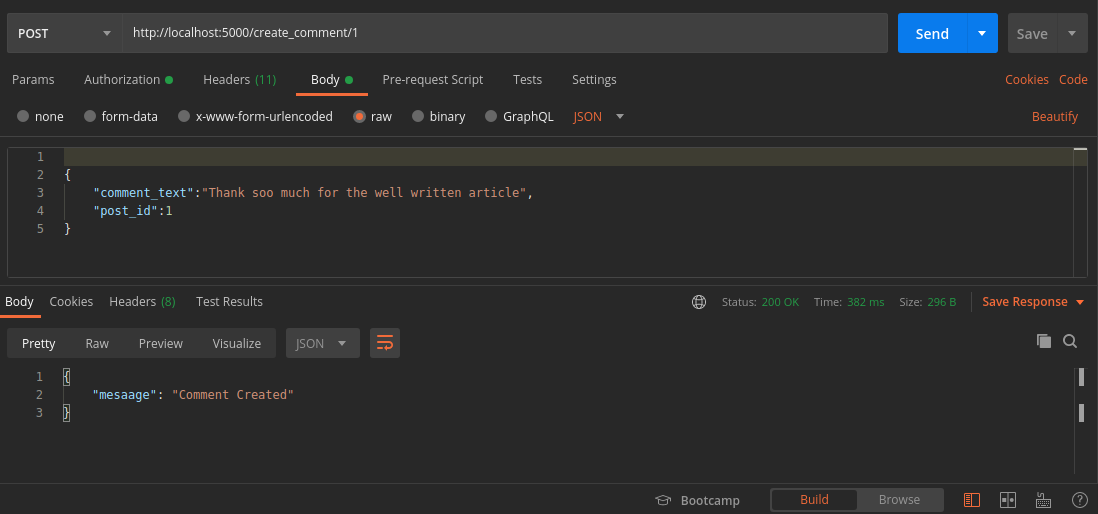 POST http://localhost:5000/create_comment/1 Send Save
Params Authorization Headers (11) Body Pre-request Script Tests Settings Cookies Code
none form-data x-www-form-urlencoded raw binary GraphQL JSON Beautify
1
2 {
3 "comment_text":"Thank soo much for the well written article",
4 "post_id":1
5 }
Body Cookies Headers (8) Test Results Status: 200 OK Time: 382 ms Size: 296 B Save Response
Pretty Raw Preview Visualize JSON
1 {
2 "mesaage": "Comment Created"
3 }
Bootcamp Build Browse ?